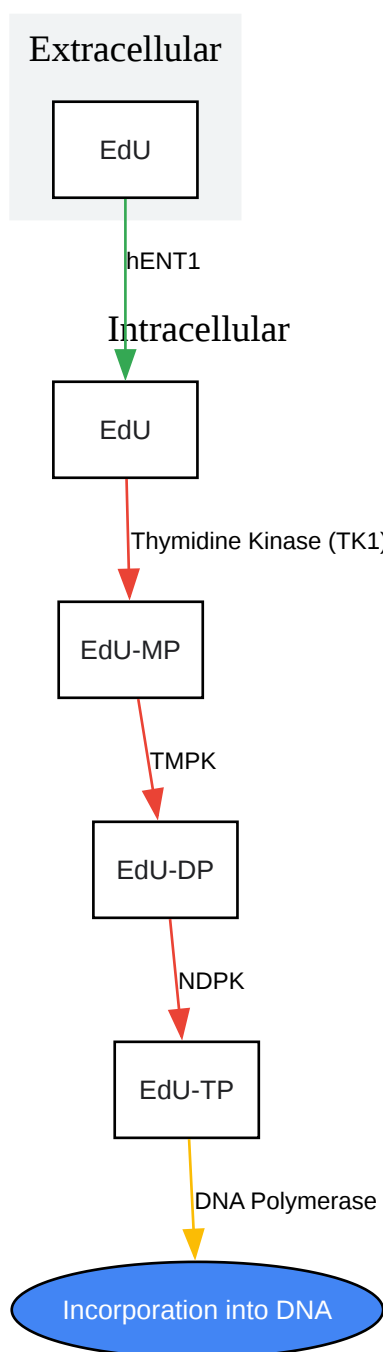 Extracellular
EdU
hENT1
Intracellular
EdU
Thymidine Kinase (TK1)
EdU-MP
TMPK
EdU-DP
NDPK
EdU-TP
DNA Polymerase
Incorporation into DNA